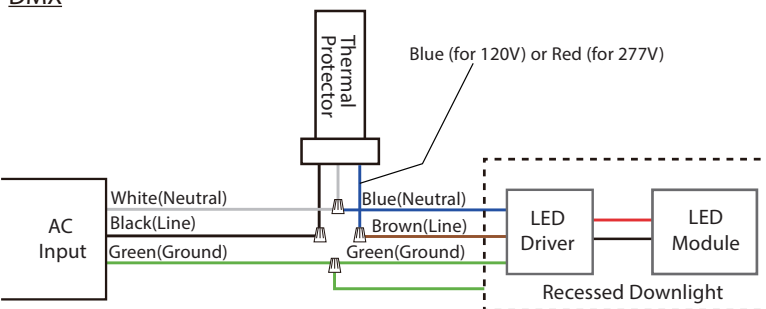 DMX
Thermal
Protector
Blue (for 120V) or Red (for 277V)
White(Neutral)
Blue(Neutral)
Black(Line)
Brown(Line)
Green(Ground)
Green(Ground)
AC
Input
LED
Driver
LED
Module
Recessed Downlight